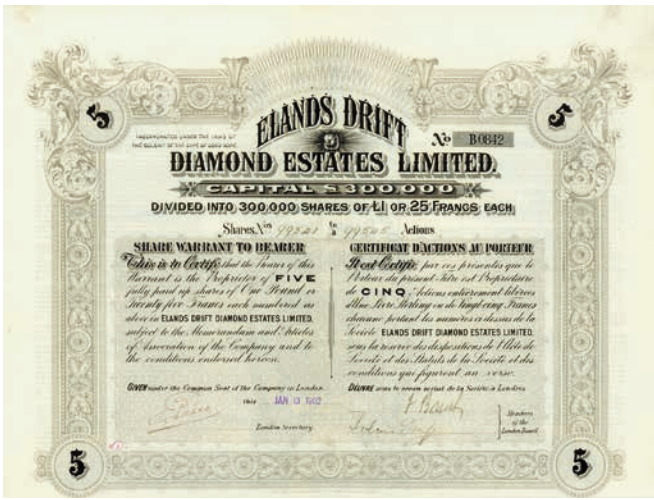 5
5
INCORPORATED UNDER THE LAWS OF
THE COLONY OF THE CAPE OF GOOD HOPE
ELANDS DRIFT
No B0642
DIAMOND ESTATES LIMITED.
CAPITAL £300,000
DIVIDED INTO 300,000 SHARES OF £1 OR 25 FRANCS EACH
Shares Nos 99541 to à 99545 Actions
SHARE WARRANT TO BEARER
This is to Certify that the Bearer of this
Warrant is the Proprietor of FIVE
fully paid up shares of One Pound or
Twenty five Francs each numbered as
above in ELANDS DRIFT DIAMOND ESTATES LIMITED,
subject to the Memorandum and Articles
of Association of the Company and to
the conditions endorsed hereon.
GIVEN under the Common Seal of the Company in London
this JAN 13 1902
London Secretary.
CERTIFICAT D'ACTIONS AU PORTEUR
Il est Certifié par ces présentes que le
Porteur du présent Titre est Propriétaire
de CINQ Actions entièrement libérées
d'Une Livre Sterling ou de Vingt cinq Francs
chacune portant les numéros ci-dessus de la
Société ELANDS DRIFT DIAMOND ESTATES LIMITED,
sous la réserve des dispositions de l'Acte de
Société et des Statuts de la Société et des
conditions qui figurent au verso.
DELIVRÉ sous le sceau social de la Société à Londres
Members
of the
London Board
5
5